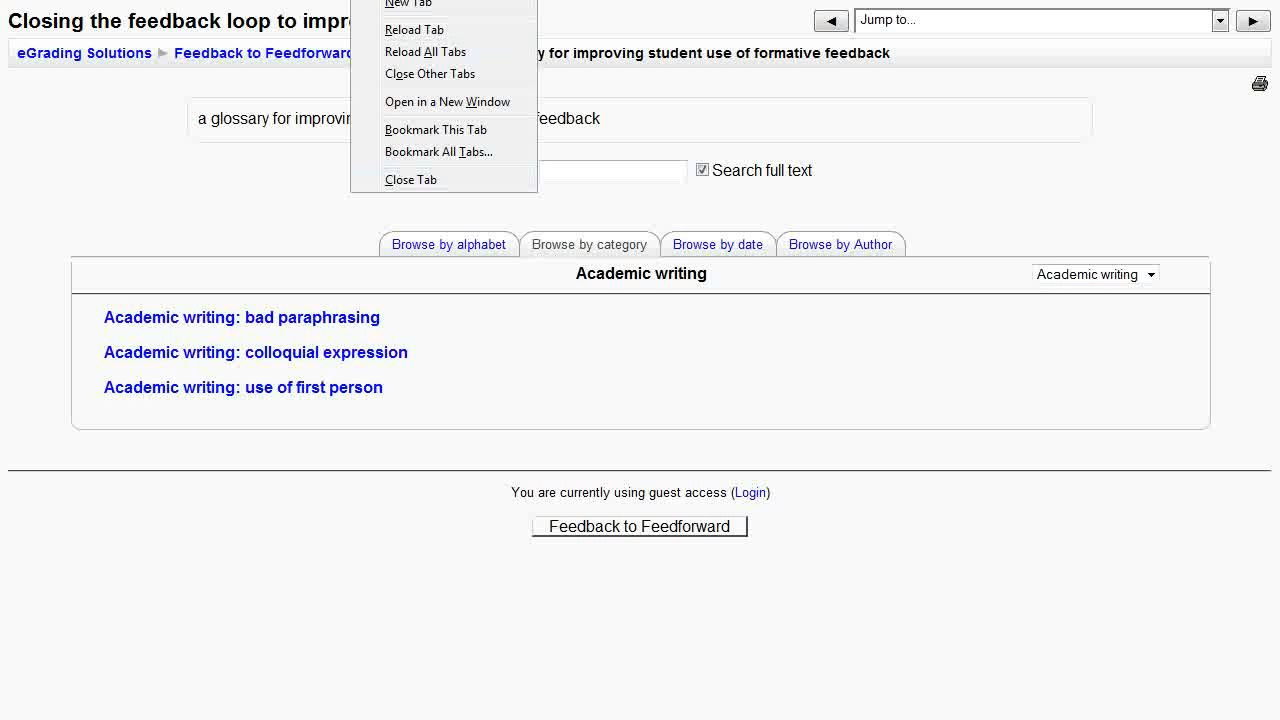 Closing the feedback loop to impr
Jump to...
eGrading Solutions ► Feedback to Feedforward
y for improving student use of formative feedback
New Tab
Reload Tab
Reload All Tabs
Close Other Tabs
Open in a New Window
Bookmark This Tab
Bookmark All Tabs...
Close Tab
a glossary for improvin
feedback
Search full text
Browse by alphabet
Browse by category
Browse by date
Browse by Author
Academic writing
Academic writing
Academic writing: bad paraphrasing
Academic writing: colloquial expression
Academic writing: use of first person
You are currently using guest access (Login)
Feedback to Feedforward